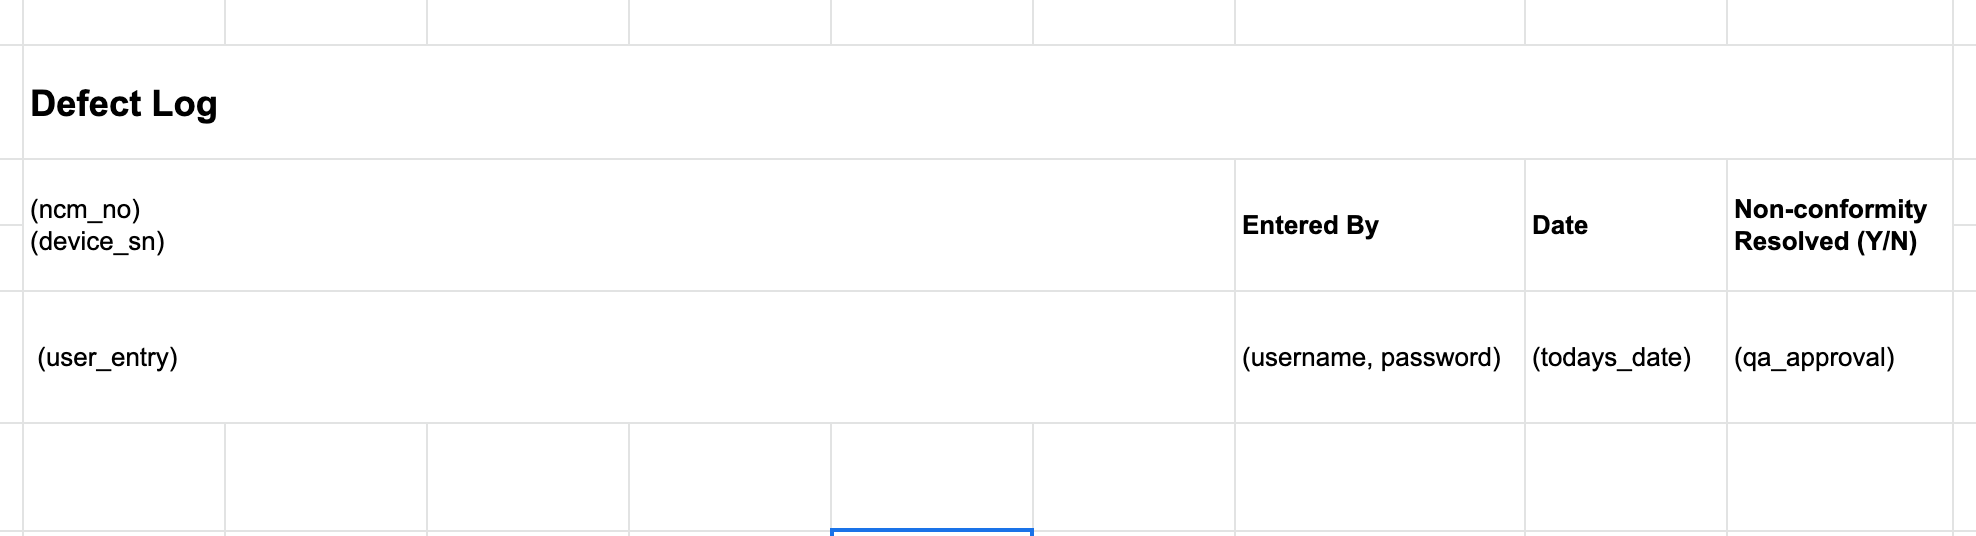 Defect Log
(ncm_no)
(device_sn)
Entered By
Date
Non-conformity
Resolved (Y/N)
(user_entry)
(username, password)
(todays_date)
(qa_approval)